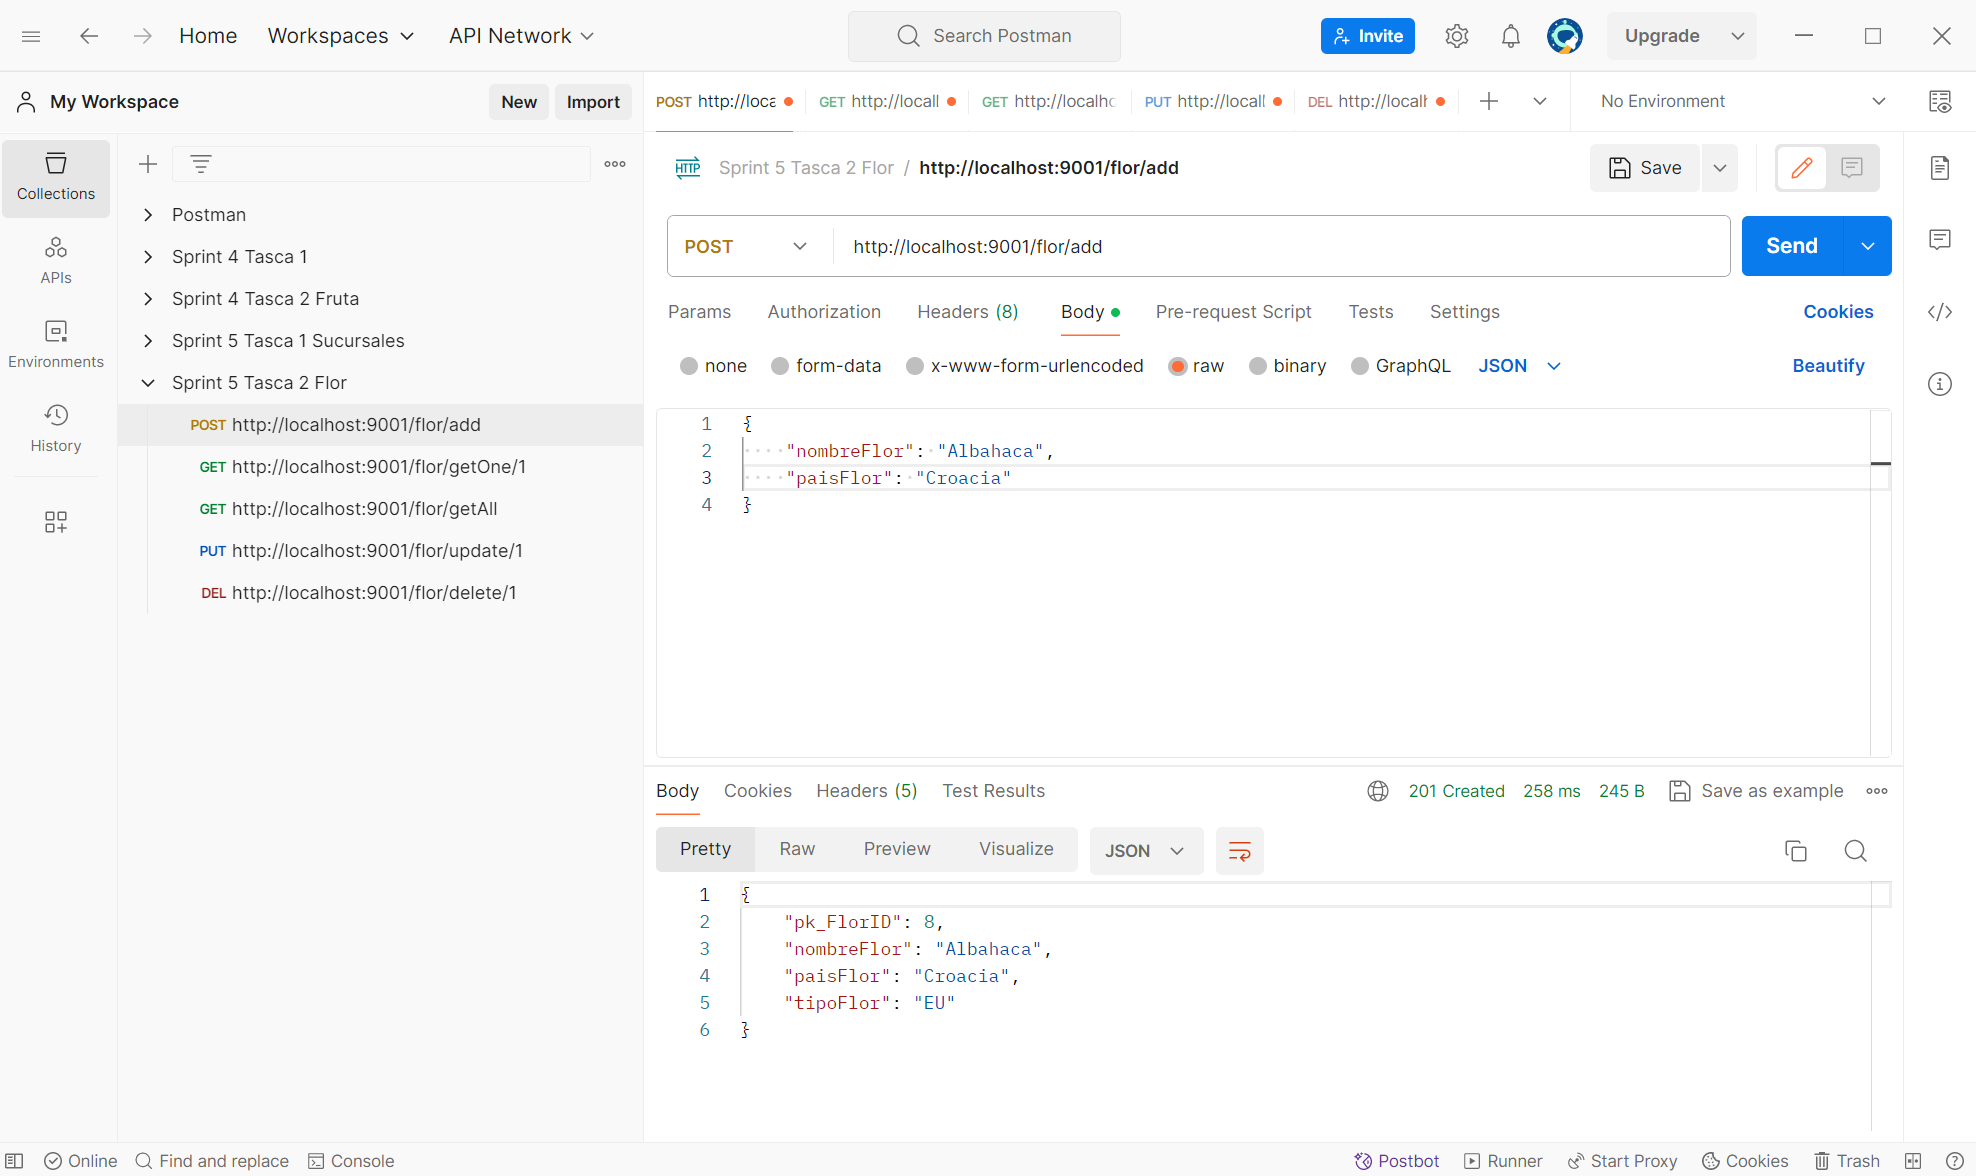 Home Workspaces API Network Search Postman Invite Upgrade
My Workspace New Import
POST http://loca GET http://locall GET http://localhc PUT http://locall DEL http://localh No Environment
Collections
APIs
Environments
History
Postman
Sprint 4 Tasca 1
Sprint 4 Tasca 2 Fruta
Sprint 5 Tasca 1 Sucursales
Sprint 5 Tasca 2 Flor
POST http://localhost:9001/flor/add
GET http://localhost:9001/flor/getOne/1
GET http://localhost:9001/flor/getAll
PUT http://localhost:9001/flor/update/1
DEL http://localhost:9001/flor/delete/1
HTTP Sprint 5 Tasca 2 Flor / http://localhost:9001/flor/add Save
POST http://localhost:9001/flor/add Send
Params Authorization Headers (8) Body Pre-request Script Tests Settings Cookies
none form-data x-www-form-urlencoded raw binary GraphQL JSON Beautify
1 {
2 "nombreFlor": "Albahaca",
3 "paisFlor": "Croacia"
4 }
Body Cookies Headers (5) Test Results 201 Created 258 ms 245 B Save as example
Pretty Raw Preview Visualize JSON
1 {
2 "pk_FlorID": 8,
3 "nombreFlor": "Albahaca",
4 "paisFlor": "Croacia",
5 "tipoFlor": "EU"
6 }
Online Find and replace Console Postbot Runner Start Proxy Cookies Trash